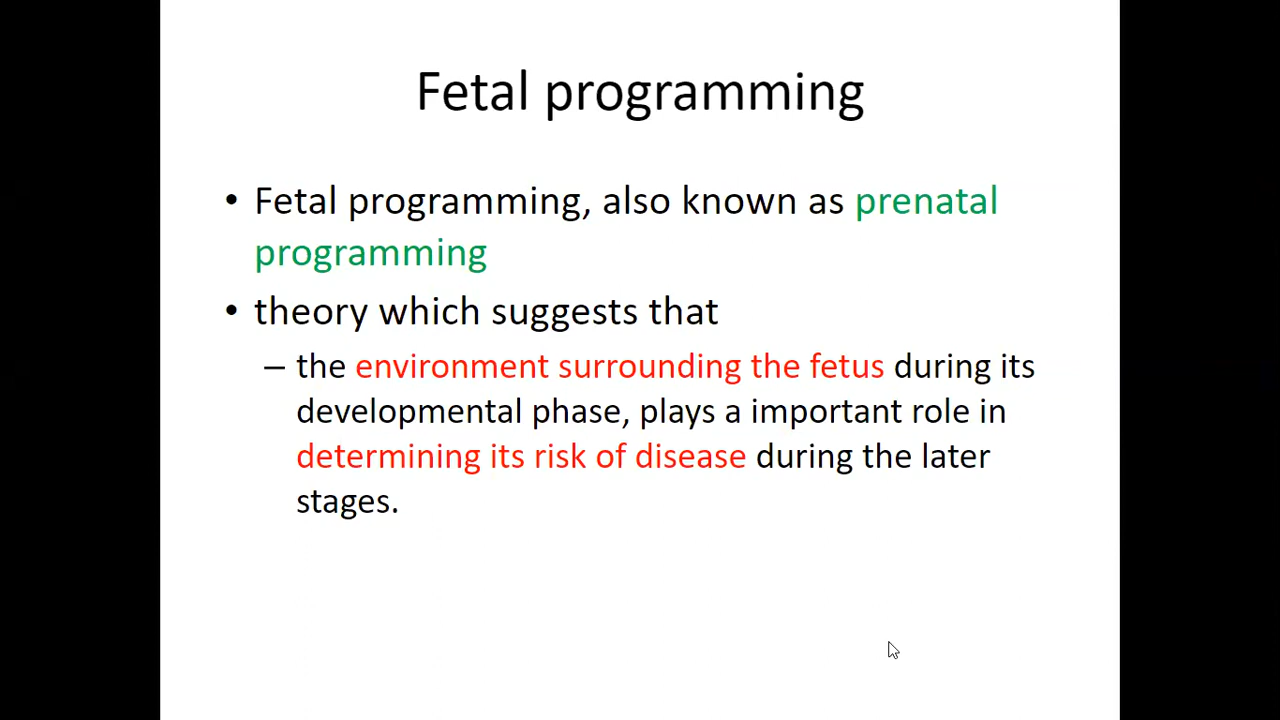 Fetal programming
• Fetal programming, also known as prenatal
programming
• theory which suggests that
– the environment surrounding the fetus during its
developmental phase, plays a important role in
determining its risk of disease during the later
stages.